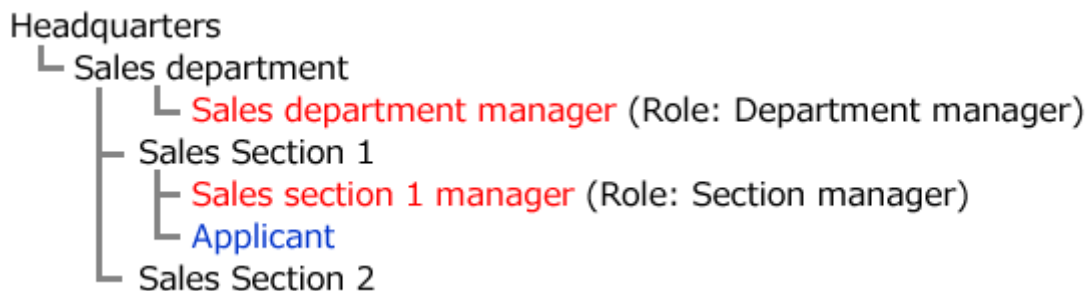 Headquarters
Sales department
Sales department manager (Role: Department manager)
Sales Section 1
Sales section 1 manager (Role: Section manager)
Applicant
Sales Section 2